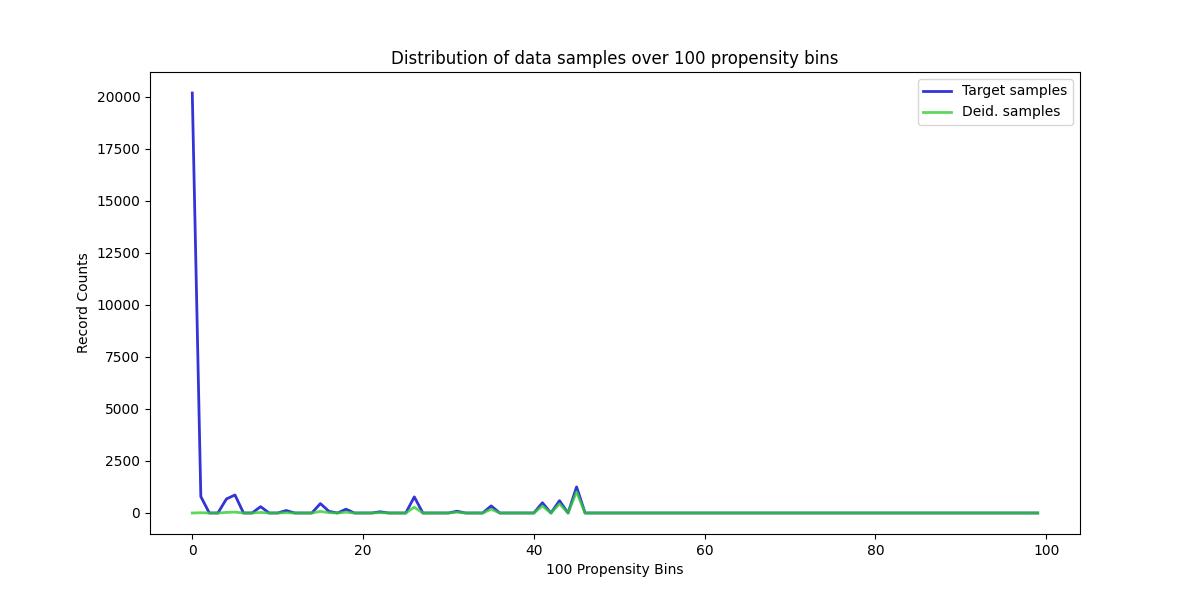 Distribution of data samples over 100 propensity bins
Target samples
Deid. samples
Record Counts
20000
17500
15000
12500
10000
7500
5000
2500
0
0 20 40 60 80 100
100 Propensity Bins